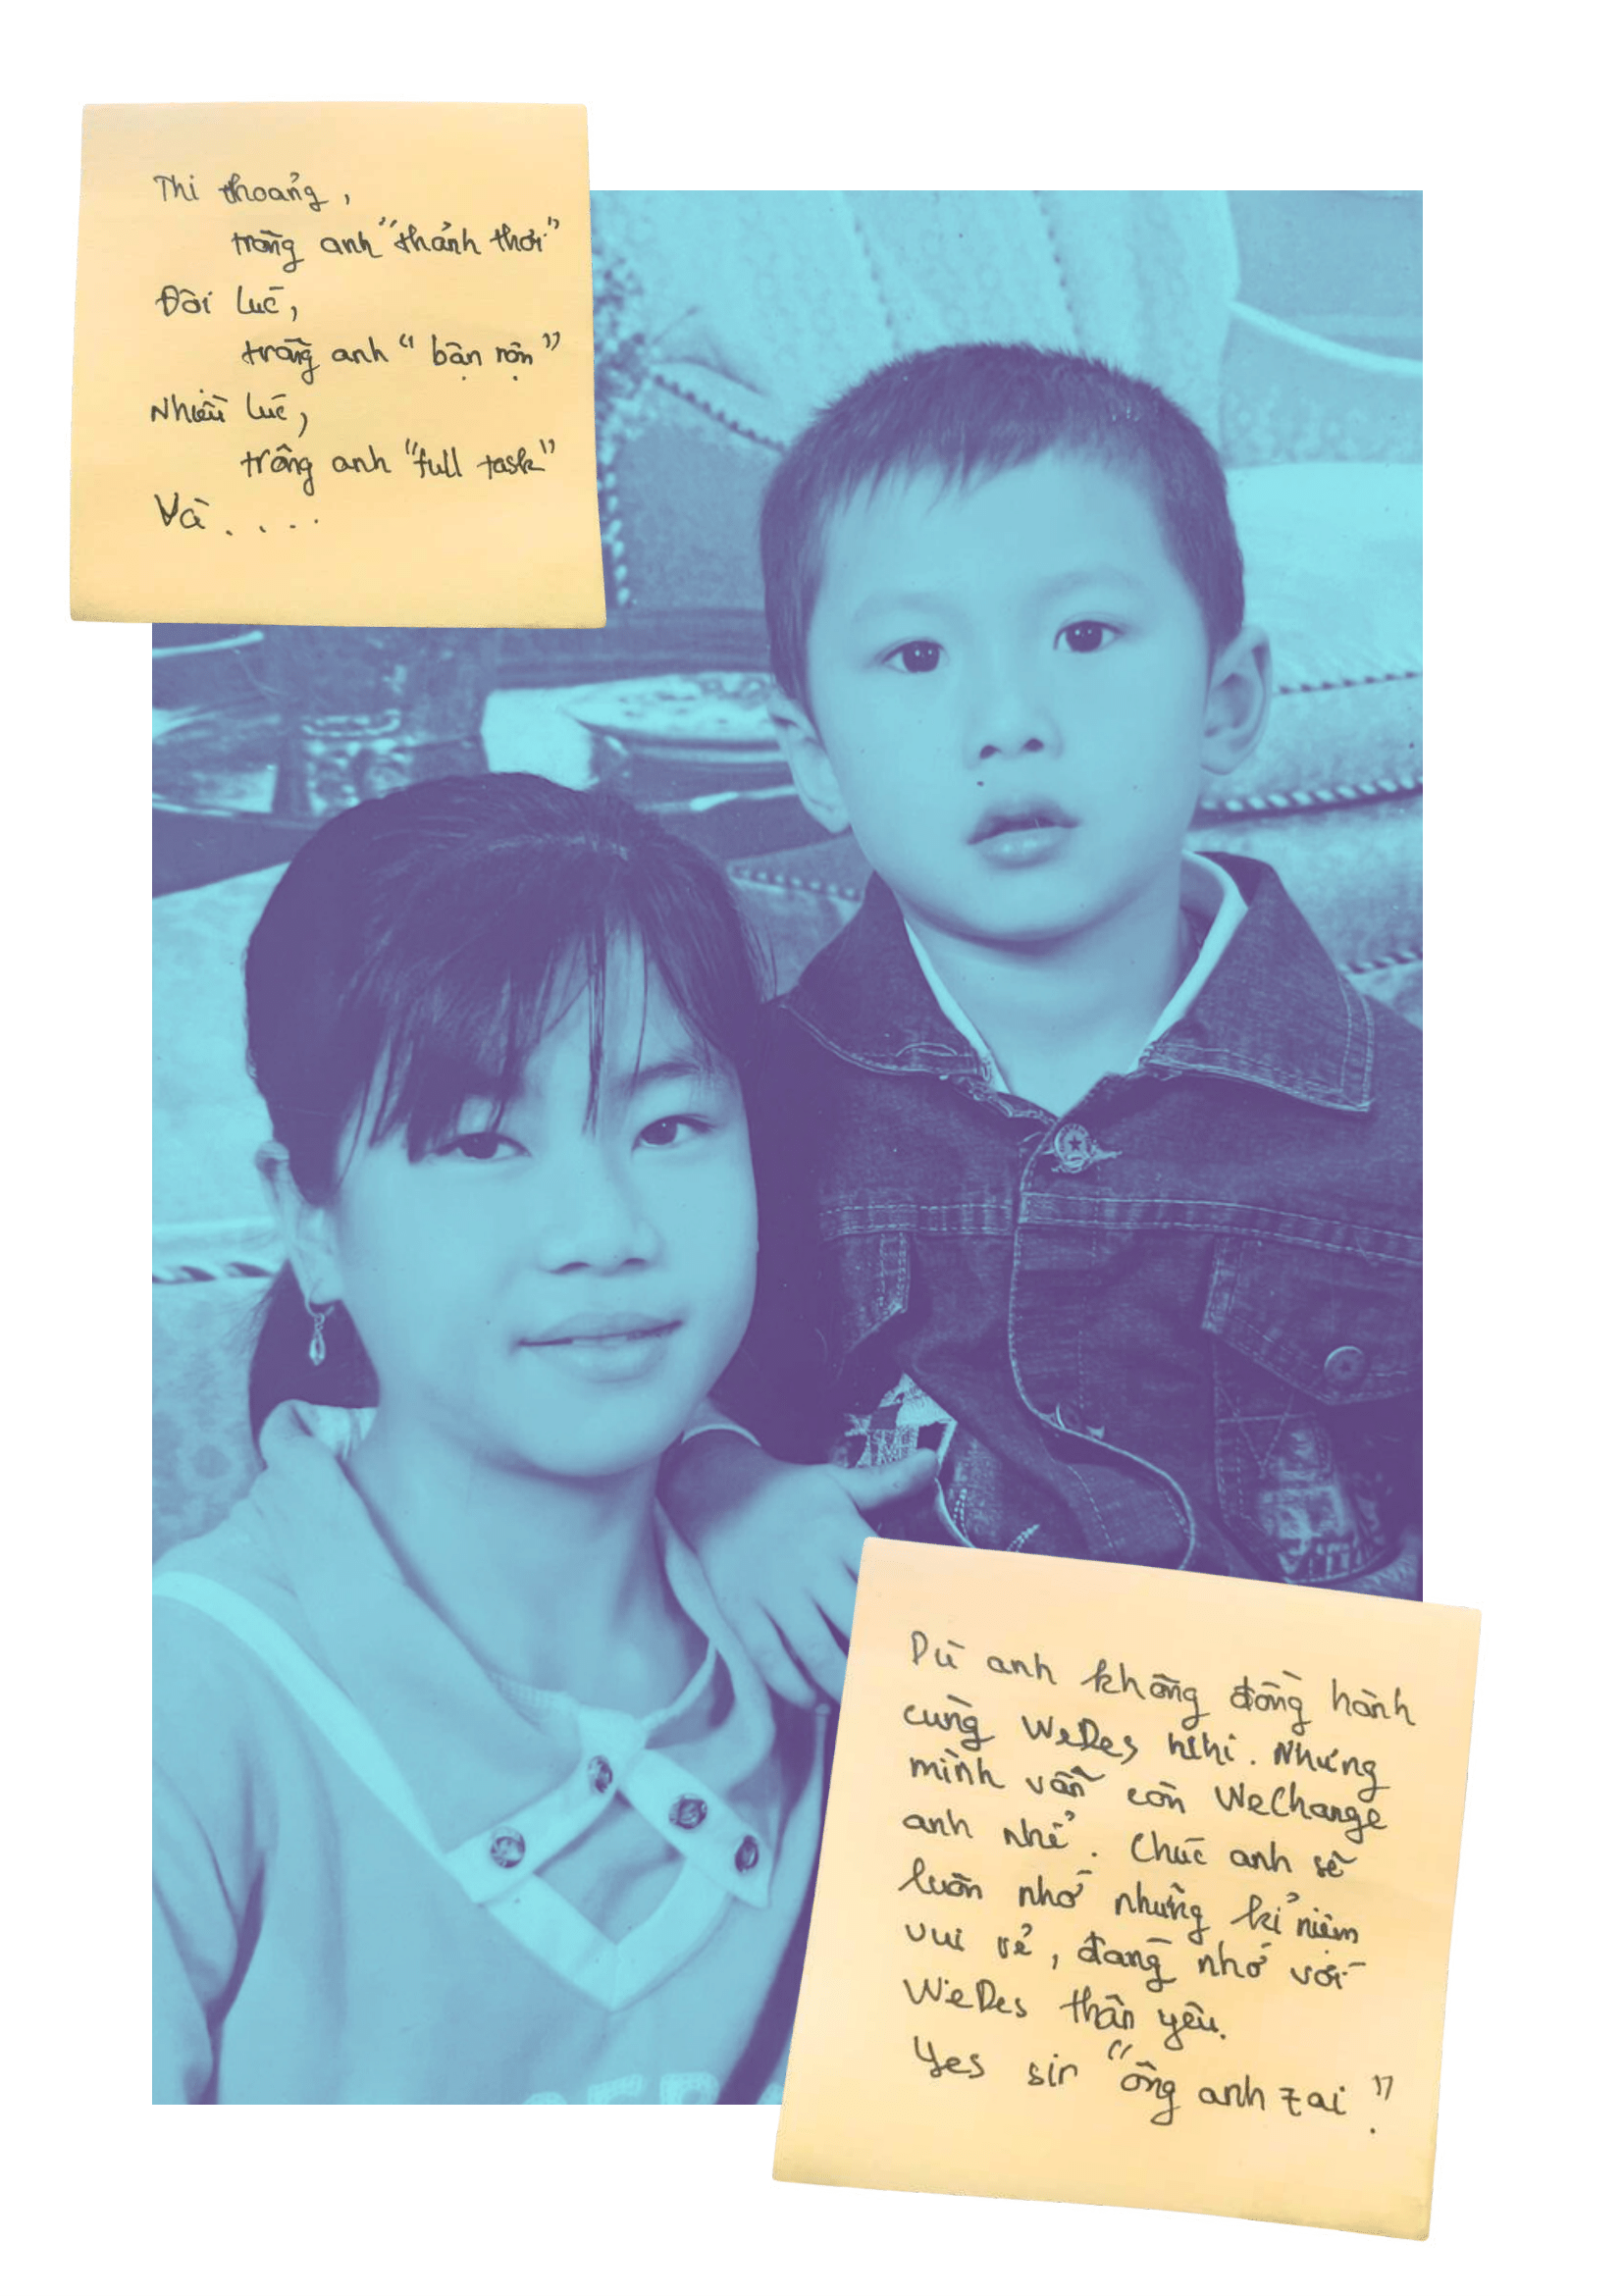 Thi thoảng,
trông anh "thảnh thơi"
Đôi lúc,
trông anh "bận rộn"
Nhiều lúc,
trông anh "full task"
Và....
Dù anh không đồng hành
cùng WeDes hihi. Nhưng
mình vẫn còn WeChange
anh nhỉ. Chúc anh sẽ
luôn nhớ những kỉ niệm
vui vẻ, đáng nhớ với
WeDes thân yêu.
Yes sir "ông anh zai".